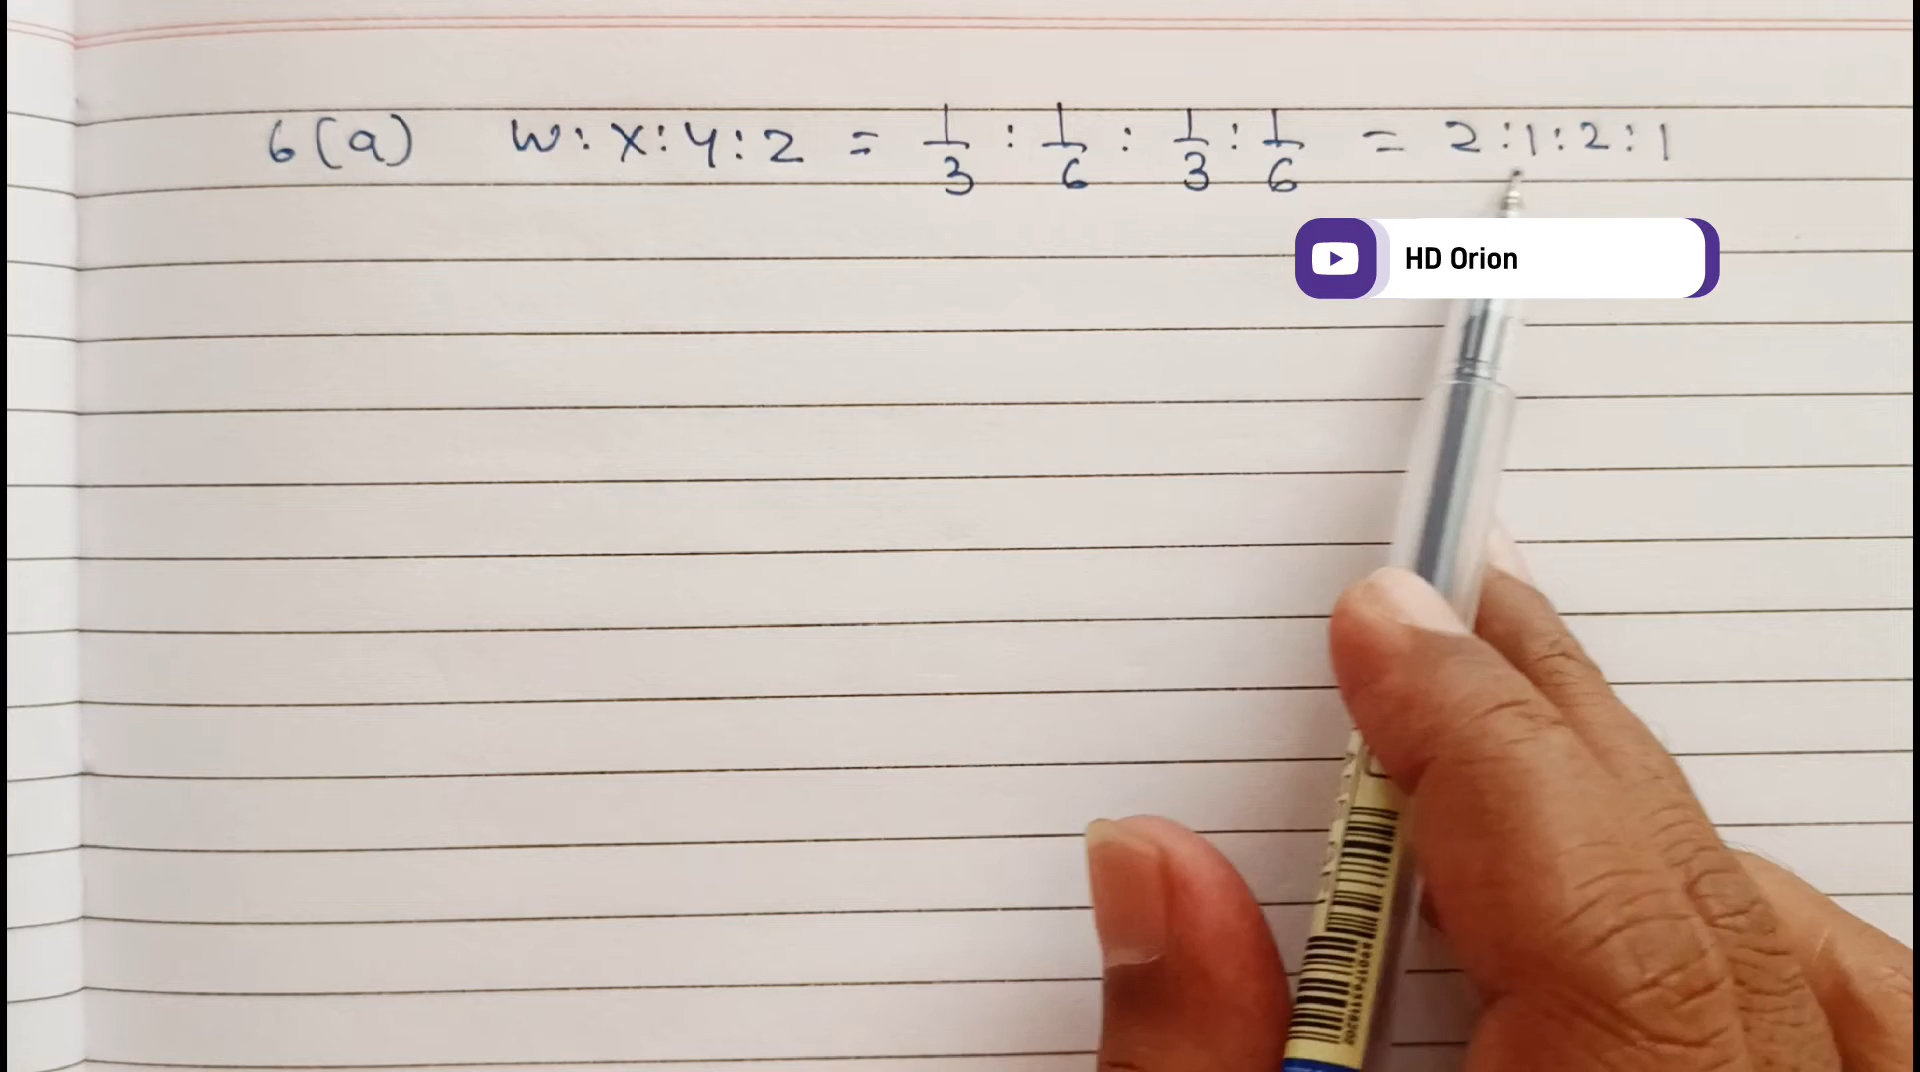 6(a) W:X:Y:Z = 1/3 : 1/6 : 1/3 : 1/6 = 2:1:2:1
HD Orion